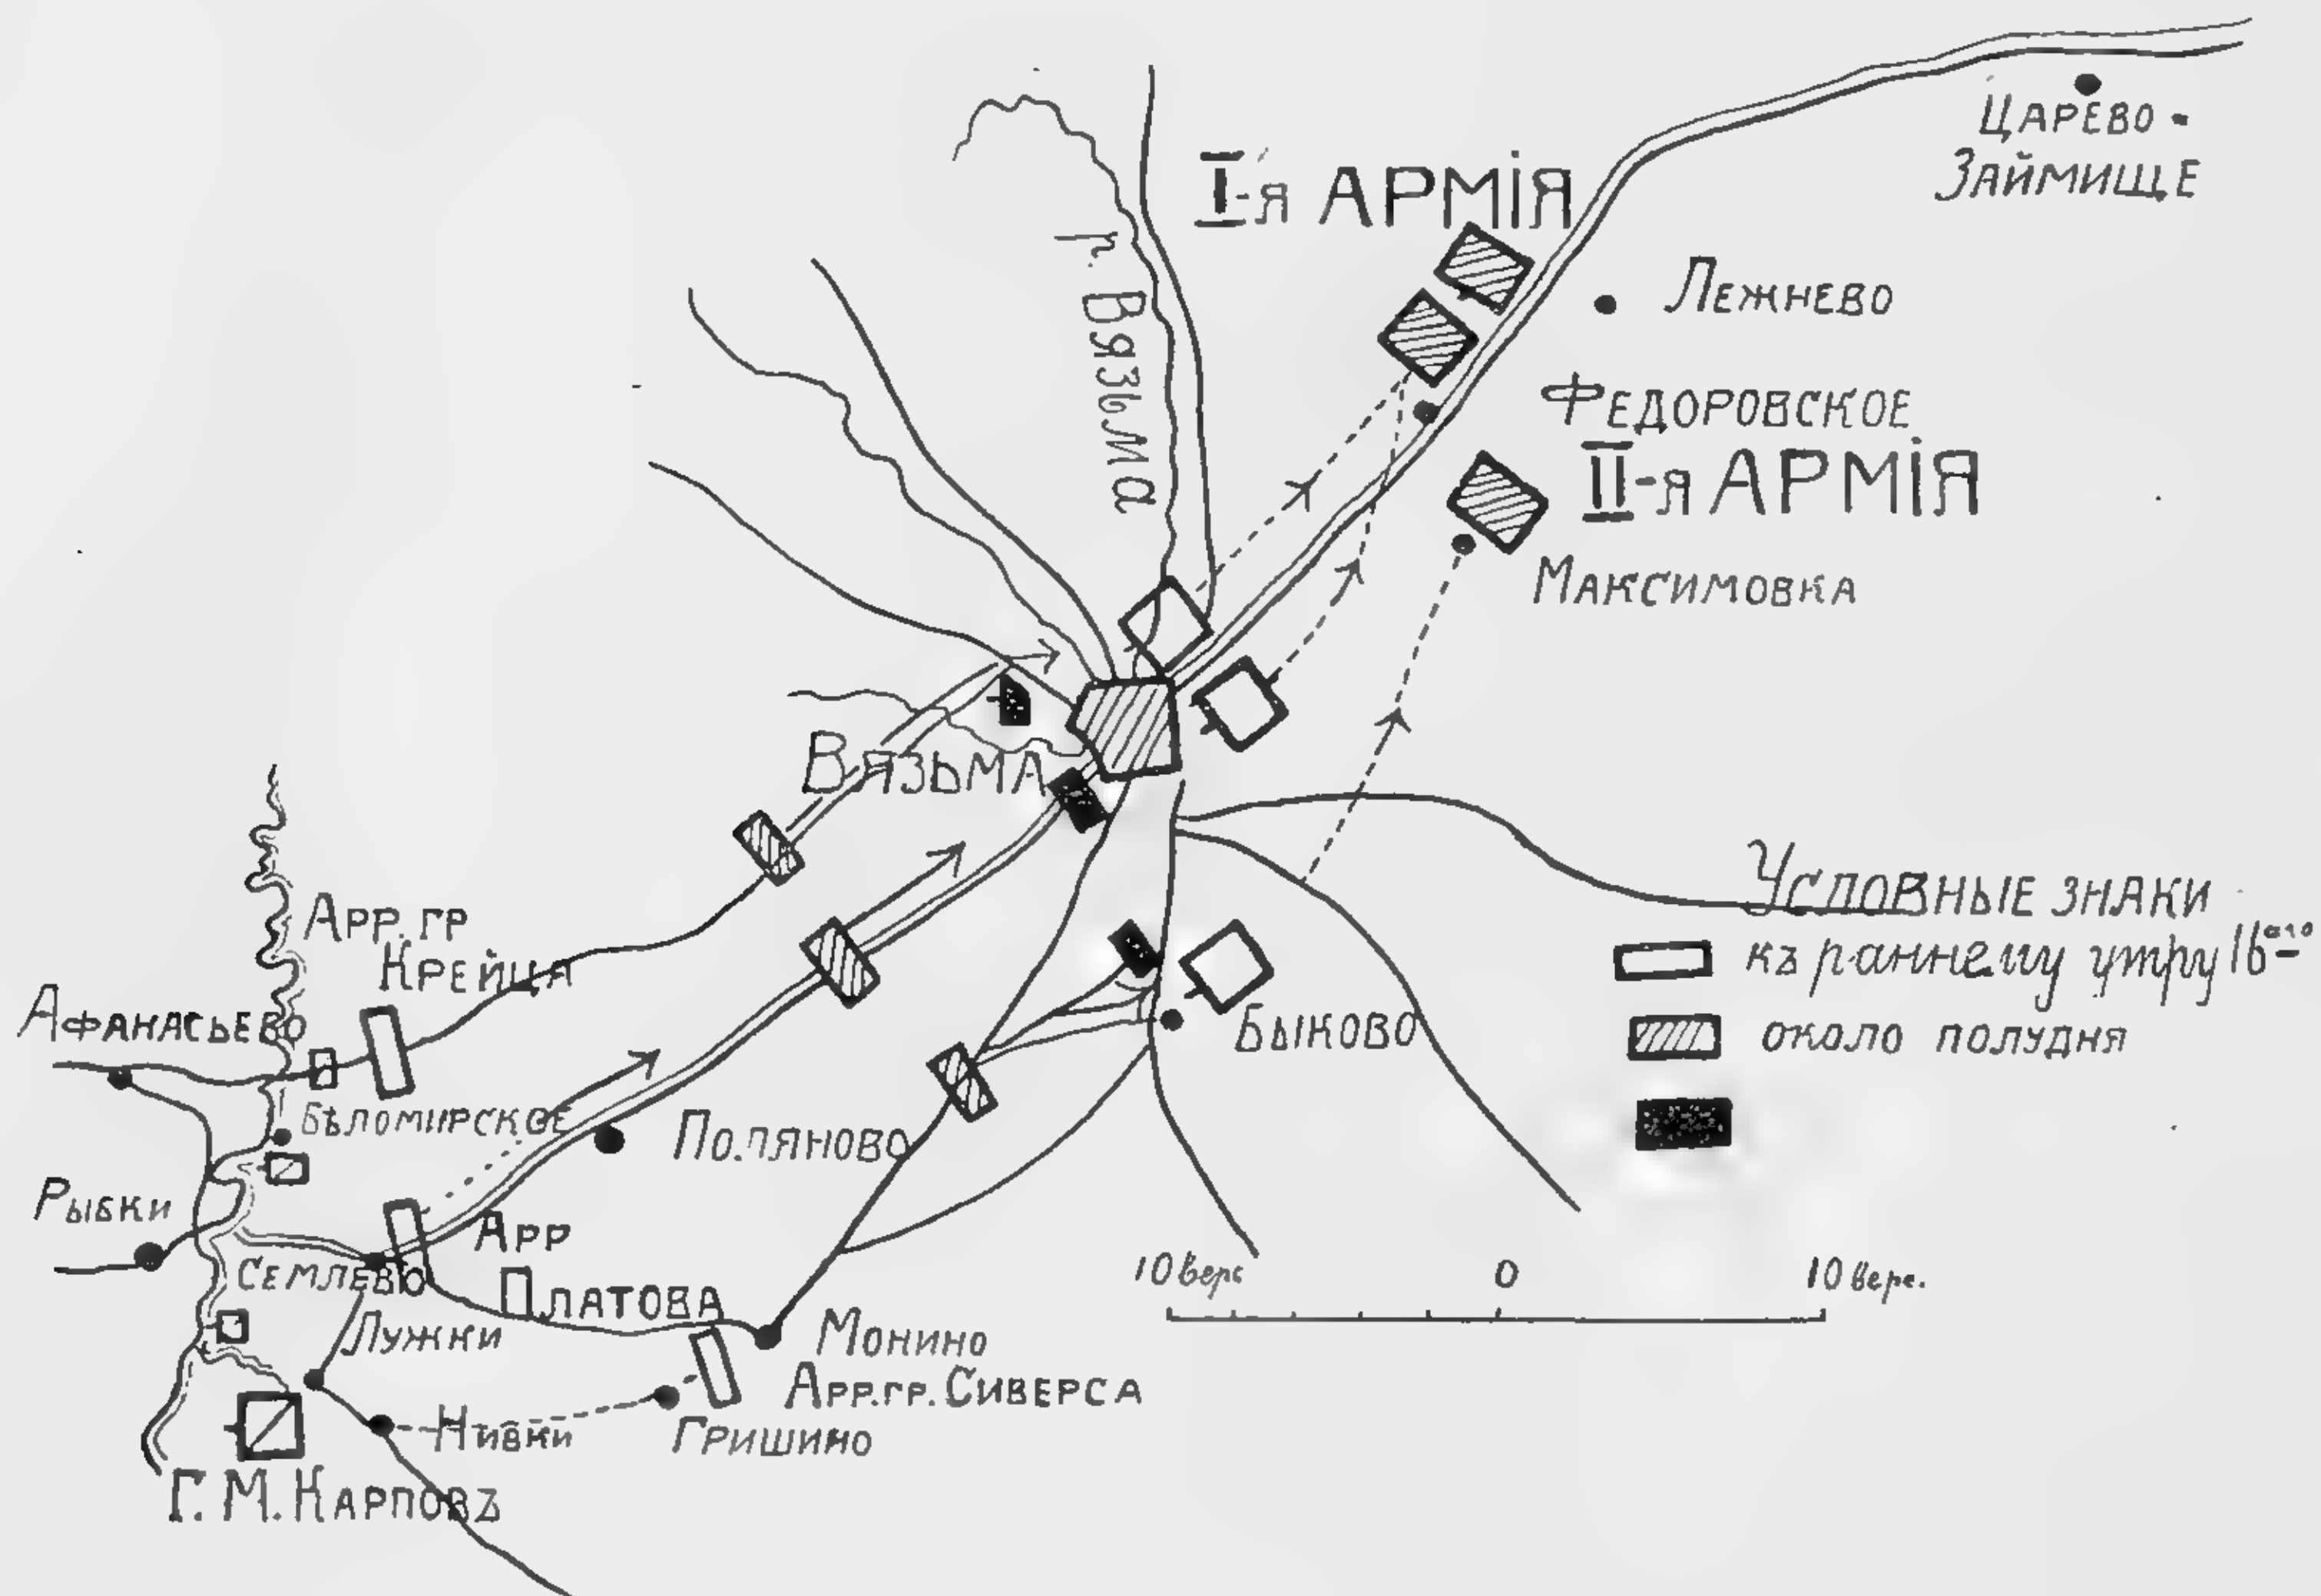 ЦАРЕВО-
ЗАЙМИЩЕ
I-я АРМІЯ
р. Вязьма
ЛЕЖНЕВО
ФЕДОРОВСКОЕ
II-я АРМІЯ
МАКСИМОВКА
ВЯЗЬМА
АРР. ГР
КРЕЙЦА
АФАНАСЬЕВО
БѢЛОМИРСКОЕ
ПОЛЯНОВО
БЫКОВО
РЫБКИ
СЕМЛЕВО
АРР
ПЛАТОВА
ЛУЖКИ
МОНИНО
АРР.ГР. СИВЕРСА
НИВКИ
ГРИШИНО
Г. М. КАРПОВЪ
УСЛОВНЫЕ ЗНАКИ
къ раннему утру 16-
ОКОЛО ПОЛУДНЯ
10 верс 0 10 верс.